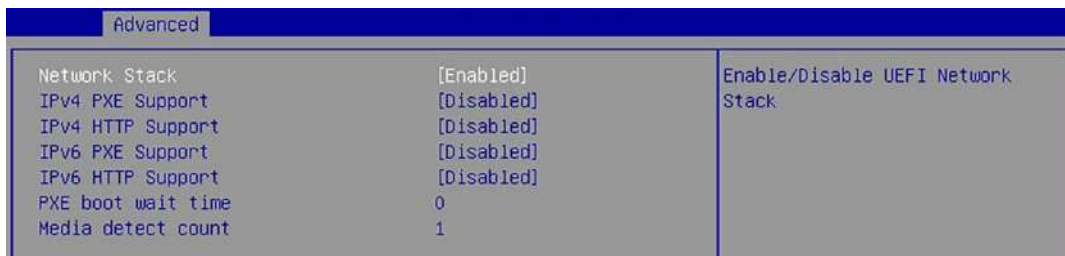 Advanced
Network Stack [Enabled]
IPv4 PXE Support [Disabled]
IPv4 HTTP Support [Disabled]
IPv6 PXE Support [Disabled]
IPv6 HTTP Support [Disabled]
PXE boot wait time 0
Media detect count 1
Enable/Disable UEFI Network
Stack